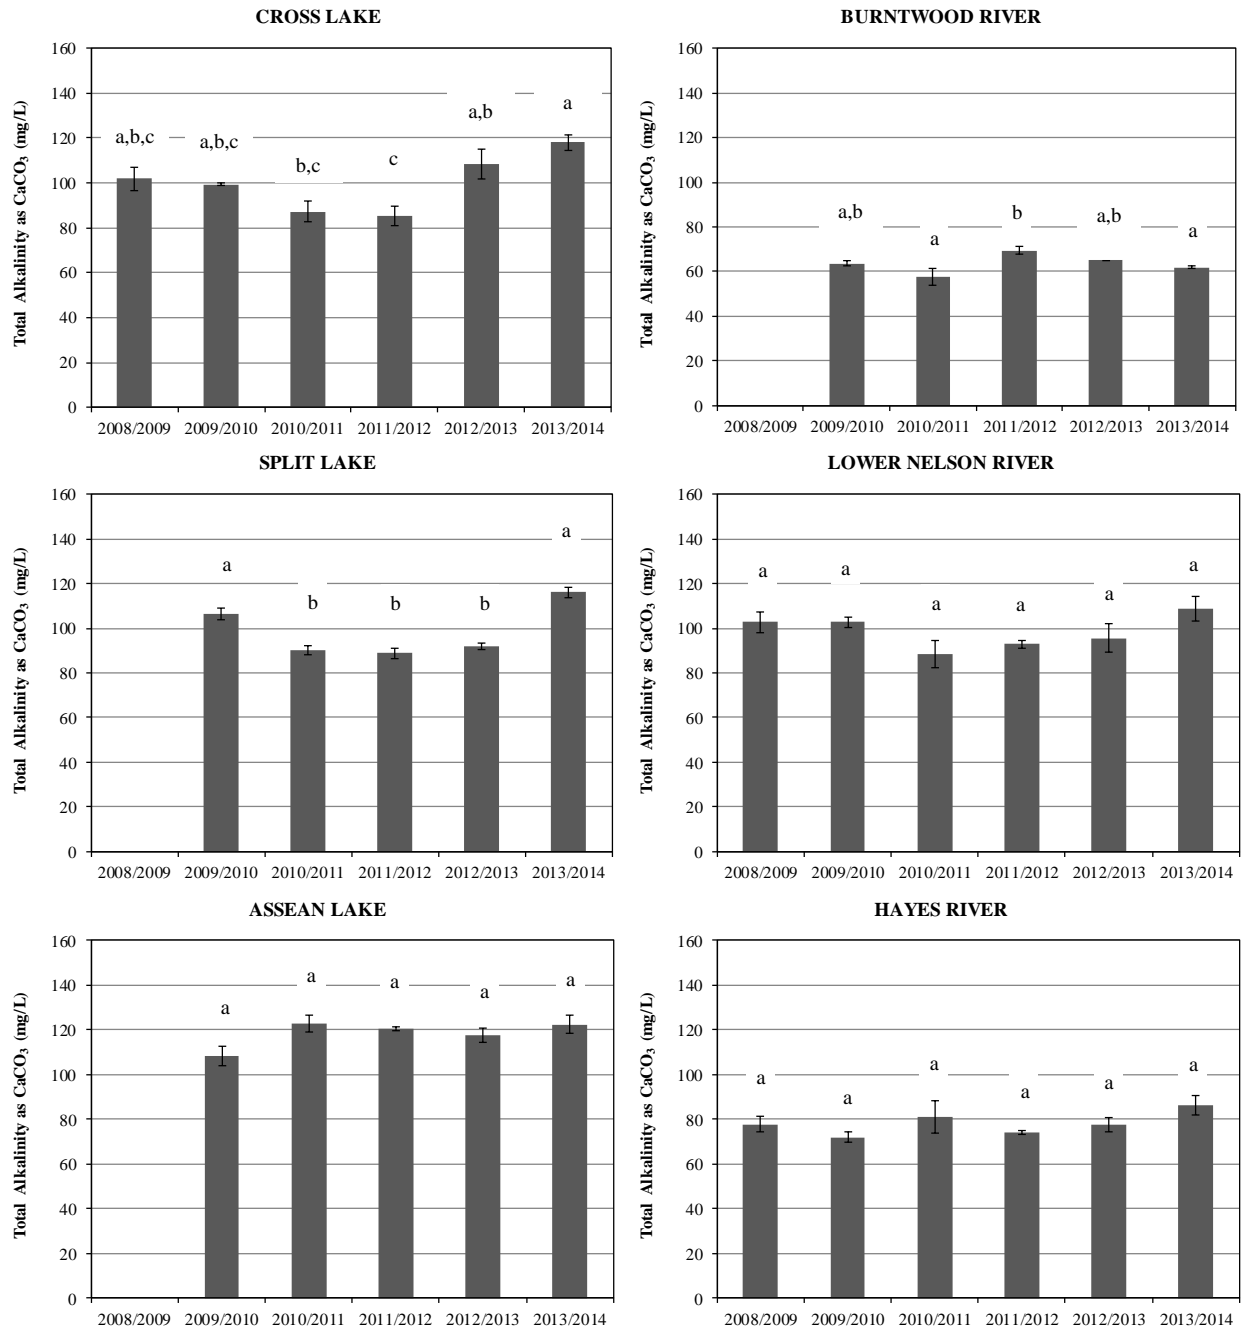 CROSS LAKE
Total Alkalinity as CaCO₃ (mg/L)
160
140
120
100
80
60
40
20
0
a,b,c
a,b,c
b,c
c
a,b
a
2008/2009 2009/2010 2010/2011 2011/2012 2012/2013 2013/2014
BURNTWOOD RIVER
Total Alkalinity as CaCO₃ (mg/L)
160
140
120
100
80
60
40
20
0
a,b
a
b
a,b
a
2008/2009 2009/2010 2010/2011 2011/2012 2012/2013 2013/2014
SPLIT LAKE
Total Alkalinity as CaCO₃ (mg/L)
160
140
120
100
80
60
40
20
0
a
b
b
b
a
2008/2009 2009/2010 2010/2011 2011/2012 2012/2013 2013/2014
LOWER NELSON RIVER
Total Alkalinity as CaCO₃ (mg/L)
160
140
120
100
80
60
40
20
0
a
a
a
a
a
a
2008/2009 2009/2010 2010/2011 2011/2012 2012/2013 2013/2014
ASSEAN LAKE
Total Alkalinity as CaCO₃ (mg/L)
160
140
120
100
80
60
40
20
0
a
a
a
a
a
2008/2009 2009/2010 2010/2011 2011/2012 2012/2013 2013/2014
HAYES RIVER
Total Alkalinity as CaCO₃ (mg/L)
160
140
120
100
80
60
40
20
0
a
a
a
a
a
a
2008/2009 2009/2010 2010/2011 2011/2012 2012/2013 2013/2014